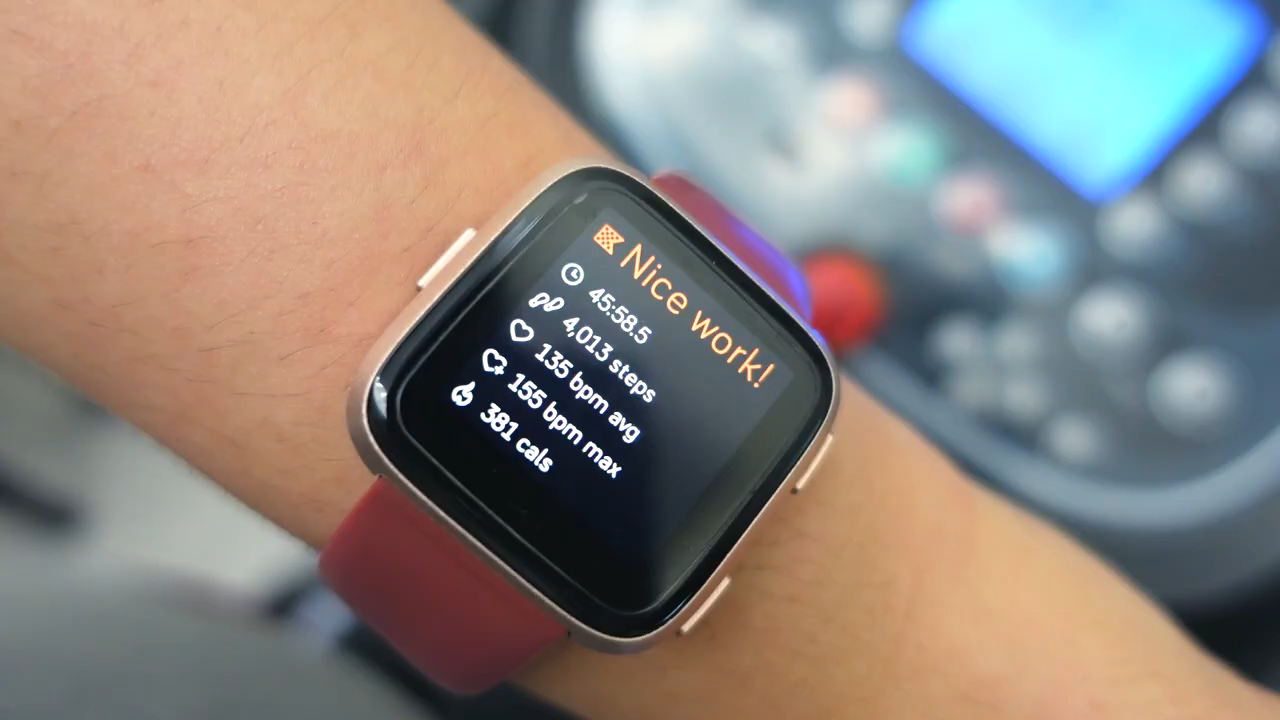 Nice work!
45:58.5
4,013 steps
135 bpm avg
155 bpm max
381 cals